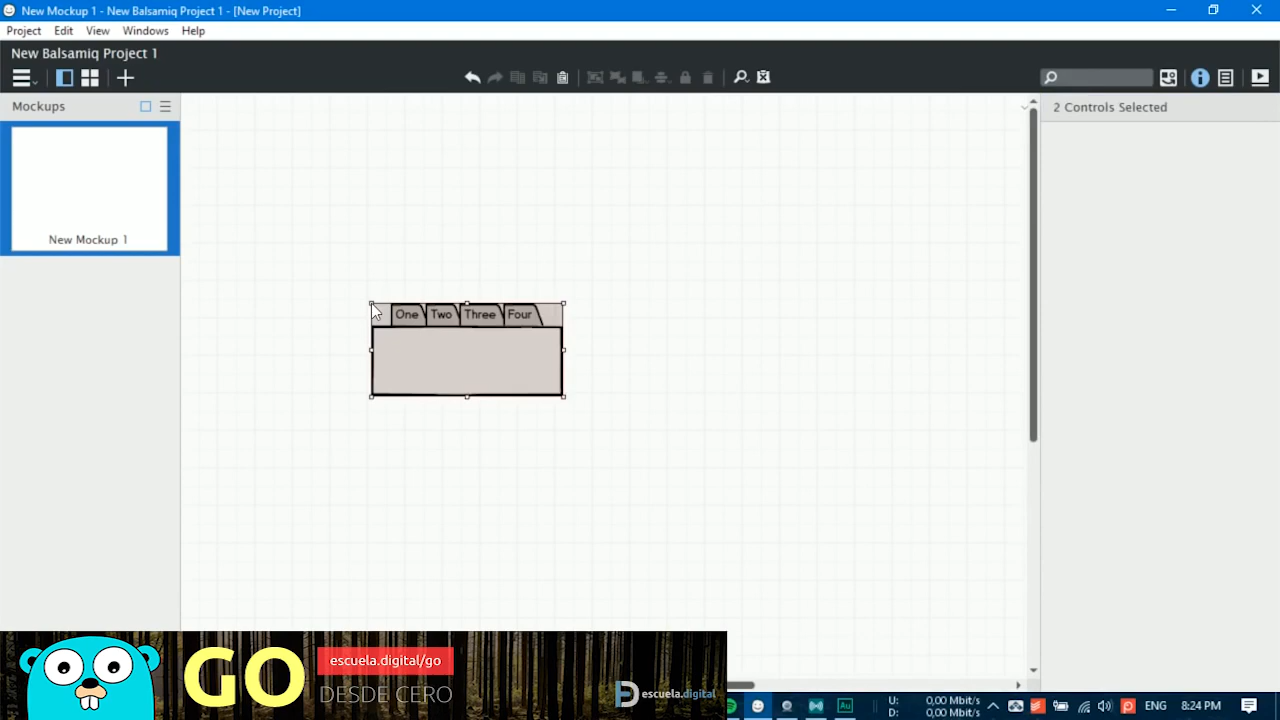 New Mockup 1 - New Balsamiq Project 1 - [New Project]
Project Edit View Windows Help
New Balsamiq Project 1
Mockups
2 Controls Selected
New Mockup 1
One Two Three Four
GO
escuela.digital/go
DESDE CERO
escuela.digital
U: 0,00 Mbit/s
D: 0,00 Mbit/s
Au
ENG
8:24 PM